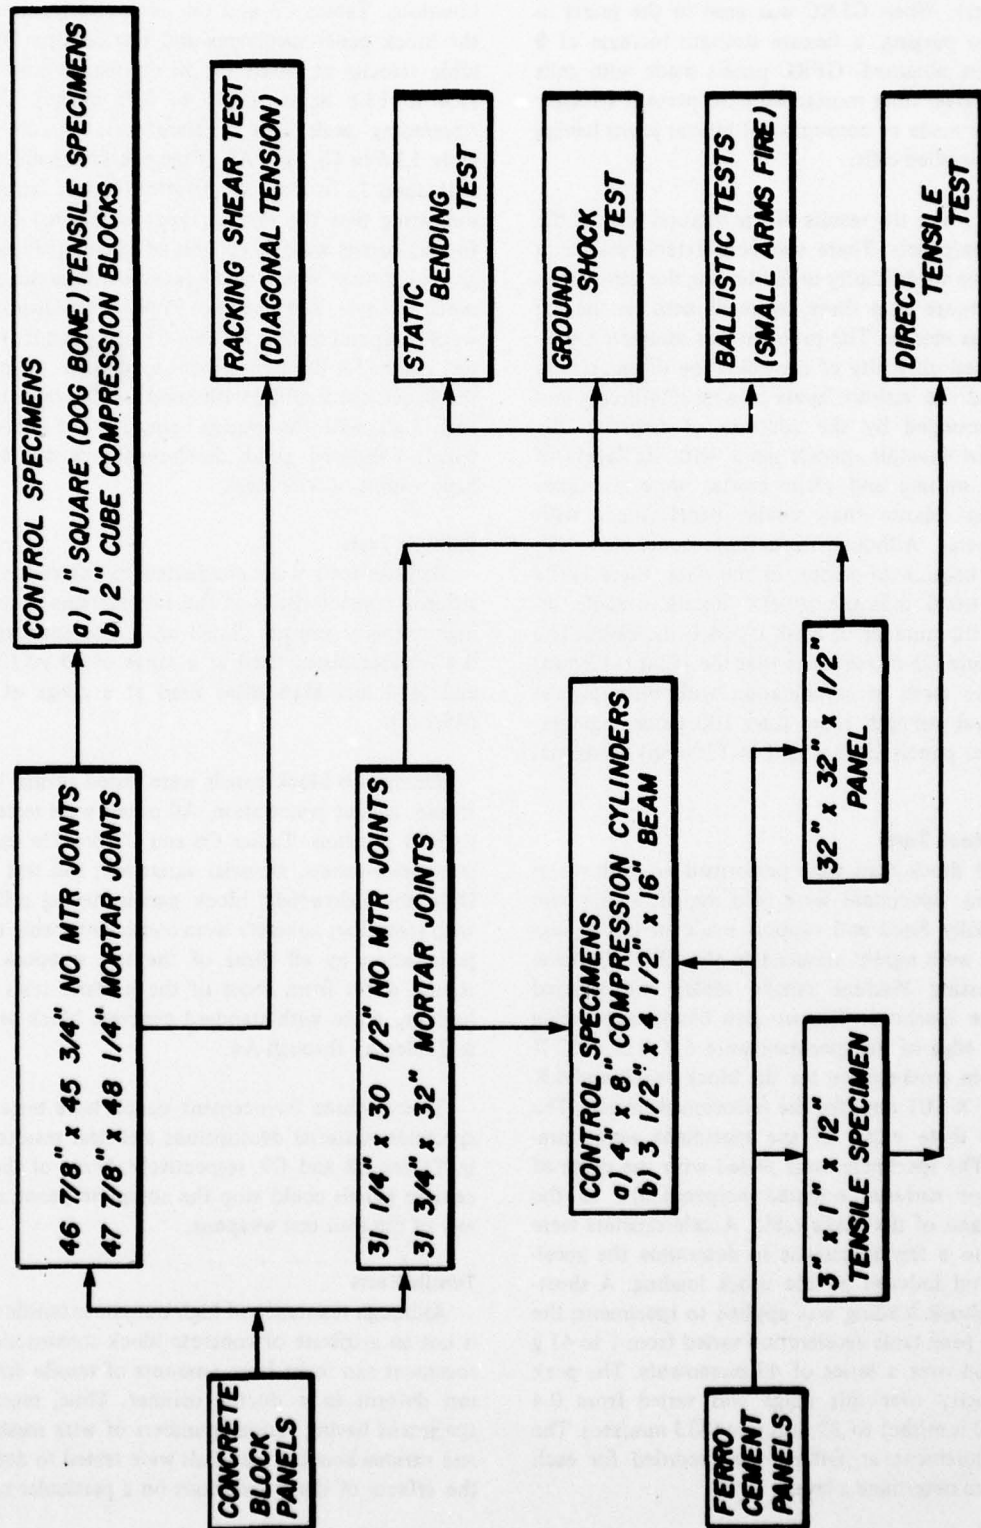 CONCRETE
BLOCK
PANELS
46 7/8" x 45 3/4" NO MTR JOINTS
47 7/8" x 48 1/4" MORTAR JOINTS
CONTROL SPECIMENS
a) 1" SQUARE (DOG BONE) TENSILE SPECIMENS
b) 2" CUBE COMPRESSION BLOCKS
RACKING SHEAR TEST
(DIAGONAL TENSION)
31 1/4" x 30 1/2" NO MTR JOINTS
31 3/4" x 32" MORTAR JOINTS
STATIC
BENDING
TEST
GROUND
SHOCK
TEST
BALLISTIC TESTS
(SMALL ARMS FIRE)
CONTROL SPECIMENS
a) 4" x 8" COMPRESSION CYLINDERS
b) 3 1/2" x 4 1/2" x 16" BEAM
FERRO
CEMENT
PANELS
3" x 1" x 12"
TENSILE SPECIMEN
32" x 32" x 1/2"
PANEL
DIRECT
TENSILE
TEST